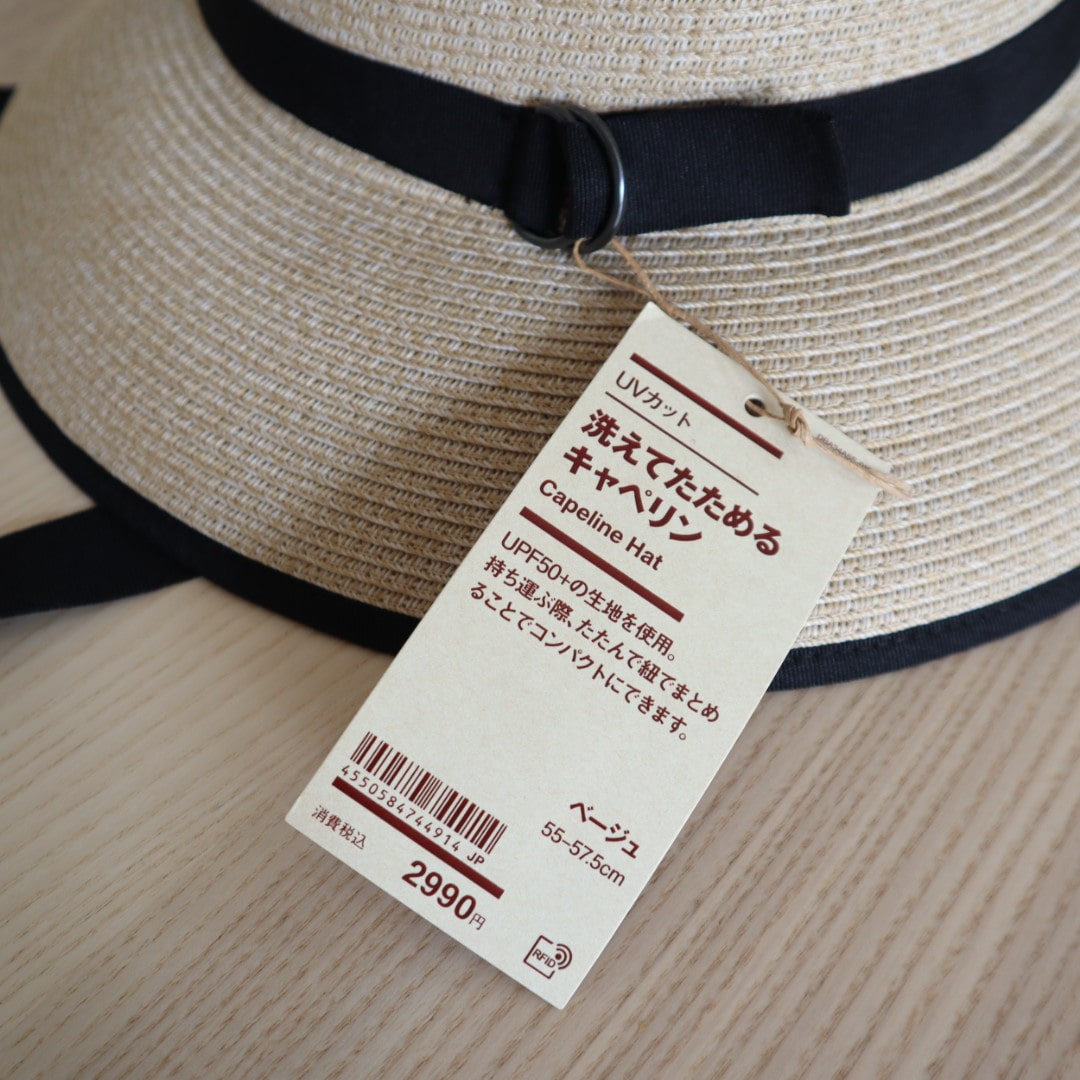 UVカット
洗えてたためる
キャペリン
Capeline Hat
UPF50+の生地を使用。
持ち運ぶ際、たたんで紐でまとめ
ることでコンパクトにできます。
4550584744914 JP
消費税込
2990円
ベージュ
55–57.5cm
RFID